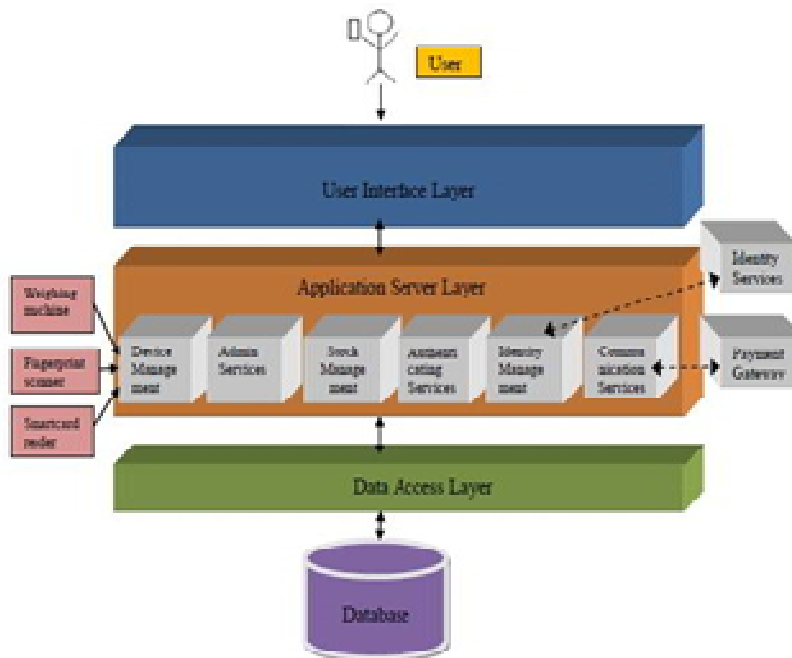 User
User Interface Layer
Identity
Services
Application Server Layer
Weighing
machine
Device
Manage
ment
Admin
Services
Stock
Manage
ment
Authenti
cating
Services
Identity
Manage
ment
Commu
nication
Services
Payment
Gateway
Fingerprint
scanner
Smartcard
reader
Data Access Layer
Database